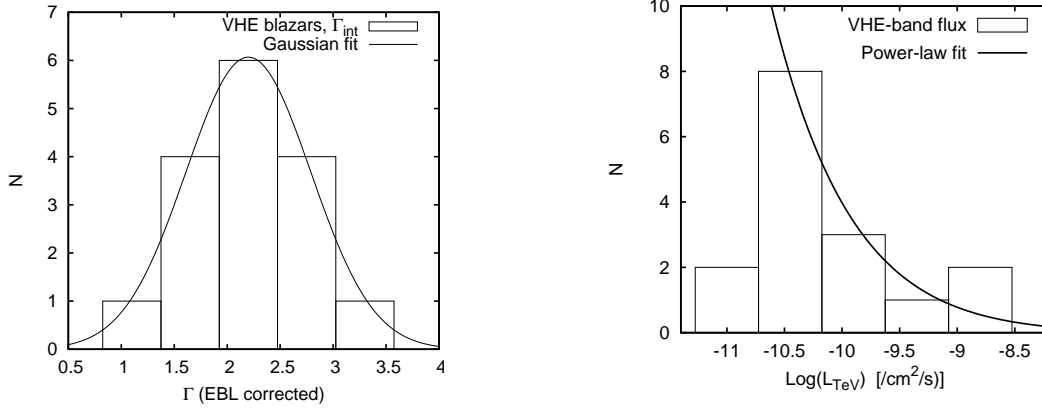 7
6
5
4
3
2
1
0
N
VHE blazars, Γint
Gaussian fit
0.5 1 1.5 2 2.5 3 3.5 4
Γ (EBL corrected)
10
8
6
4
2
0
N
VHE-band flux
Power-law fit
-11 -10.5 -10 -9.5 -9 -8.5
Log(LTeV) [/cm²/s)]